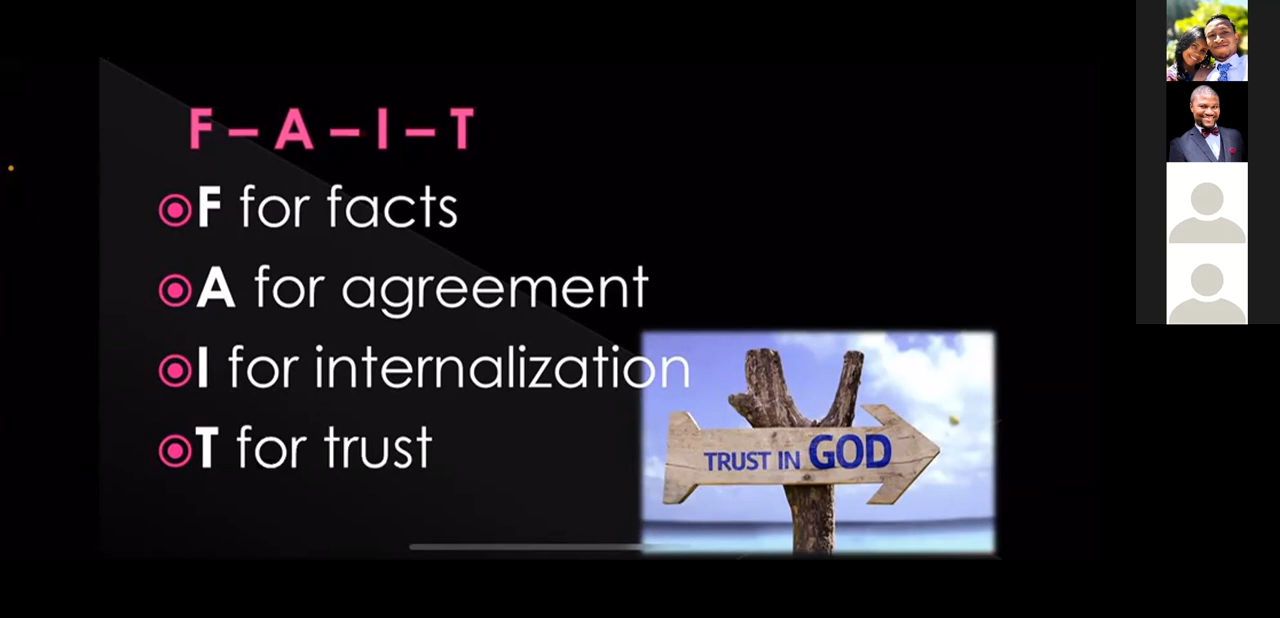 F – A – I – T
F for facts
A for agreement
I for internalization
T for trust
TRUST IN GOD